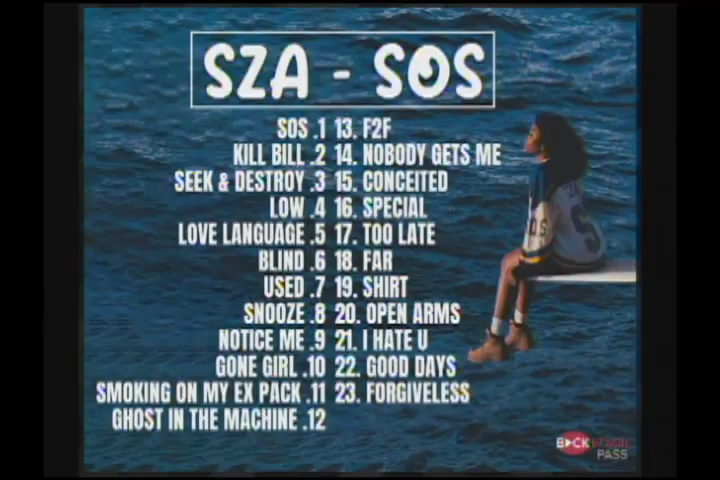 SZA - SOS
SOS .1
KILL BILL .2
SEEK & DESTROY .3
LOW .4
LOVE LANGUAGE .5
BLIND .6
USED .7
SNOOZE .8
NOTICE ME .9
GONE GIRL .10
SMOKING ON MY EX PACK .11
GHOST IN THE MACHINE .12
13. F2F
14. NOBODY GETS ME
15. CONCEITED
16. SPECIAL
17. TOO LATE
18. FAR
19. SHIRT
20. OPEN ARMS
21. I HATE U
22. GOOD DAYS
23. FORGIVELESS
PASS